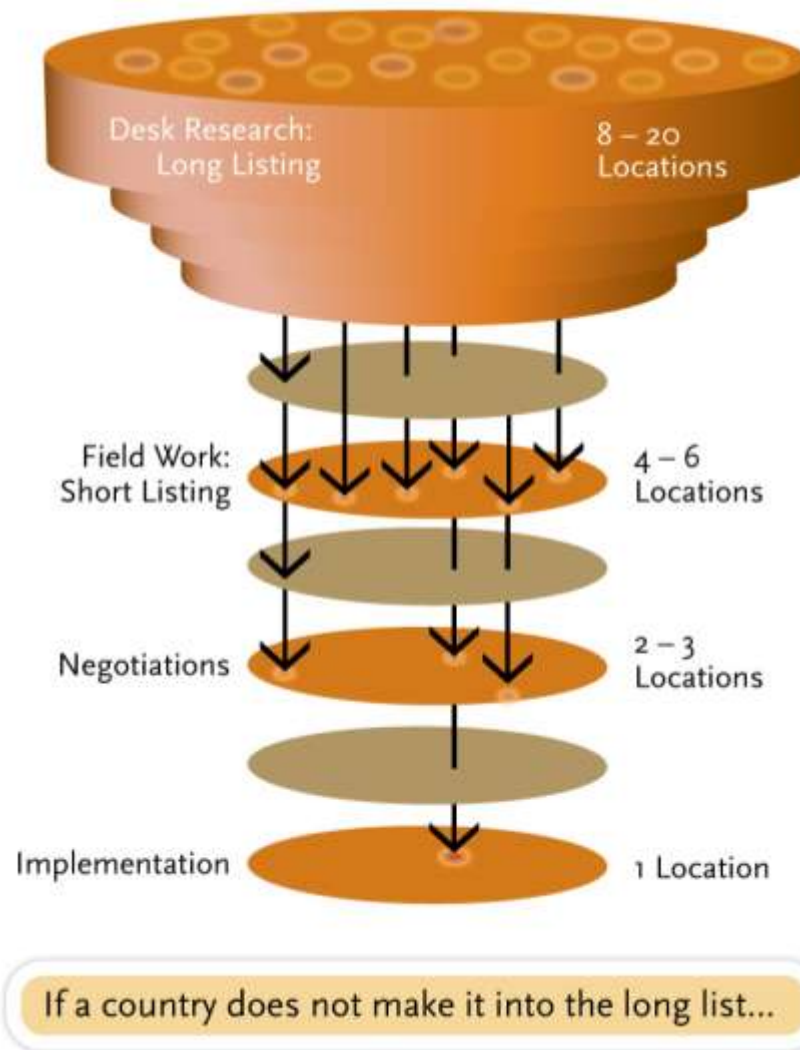 Desk Research:
Long Listing
8 – 20
Locations
Field Work:
Short Listing
4 – 6
Locations
Negotiations
2 – 3
Locations
Implementation
1 Location
If a country does not make it into the long list...